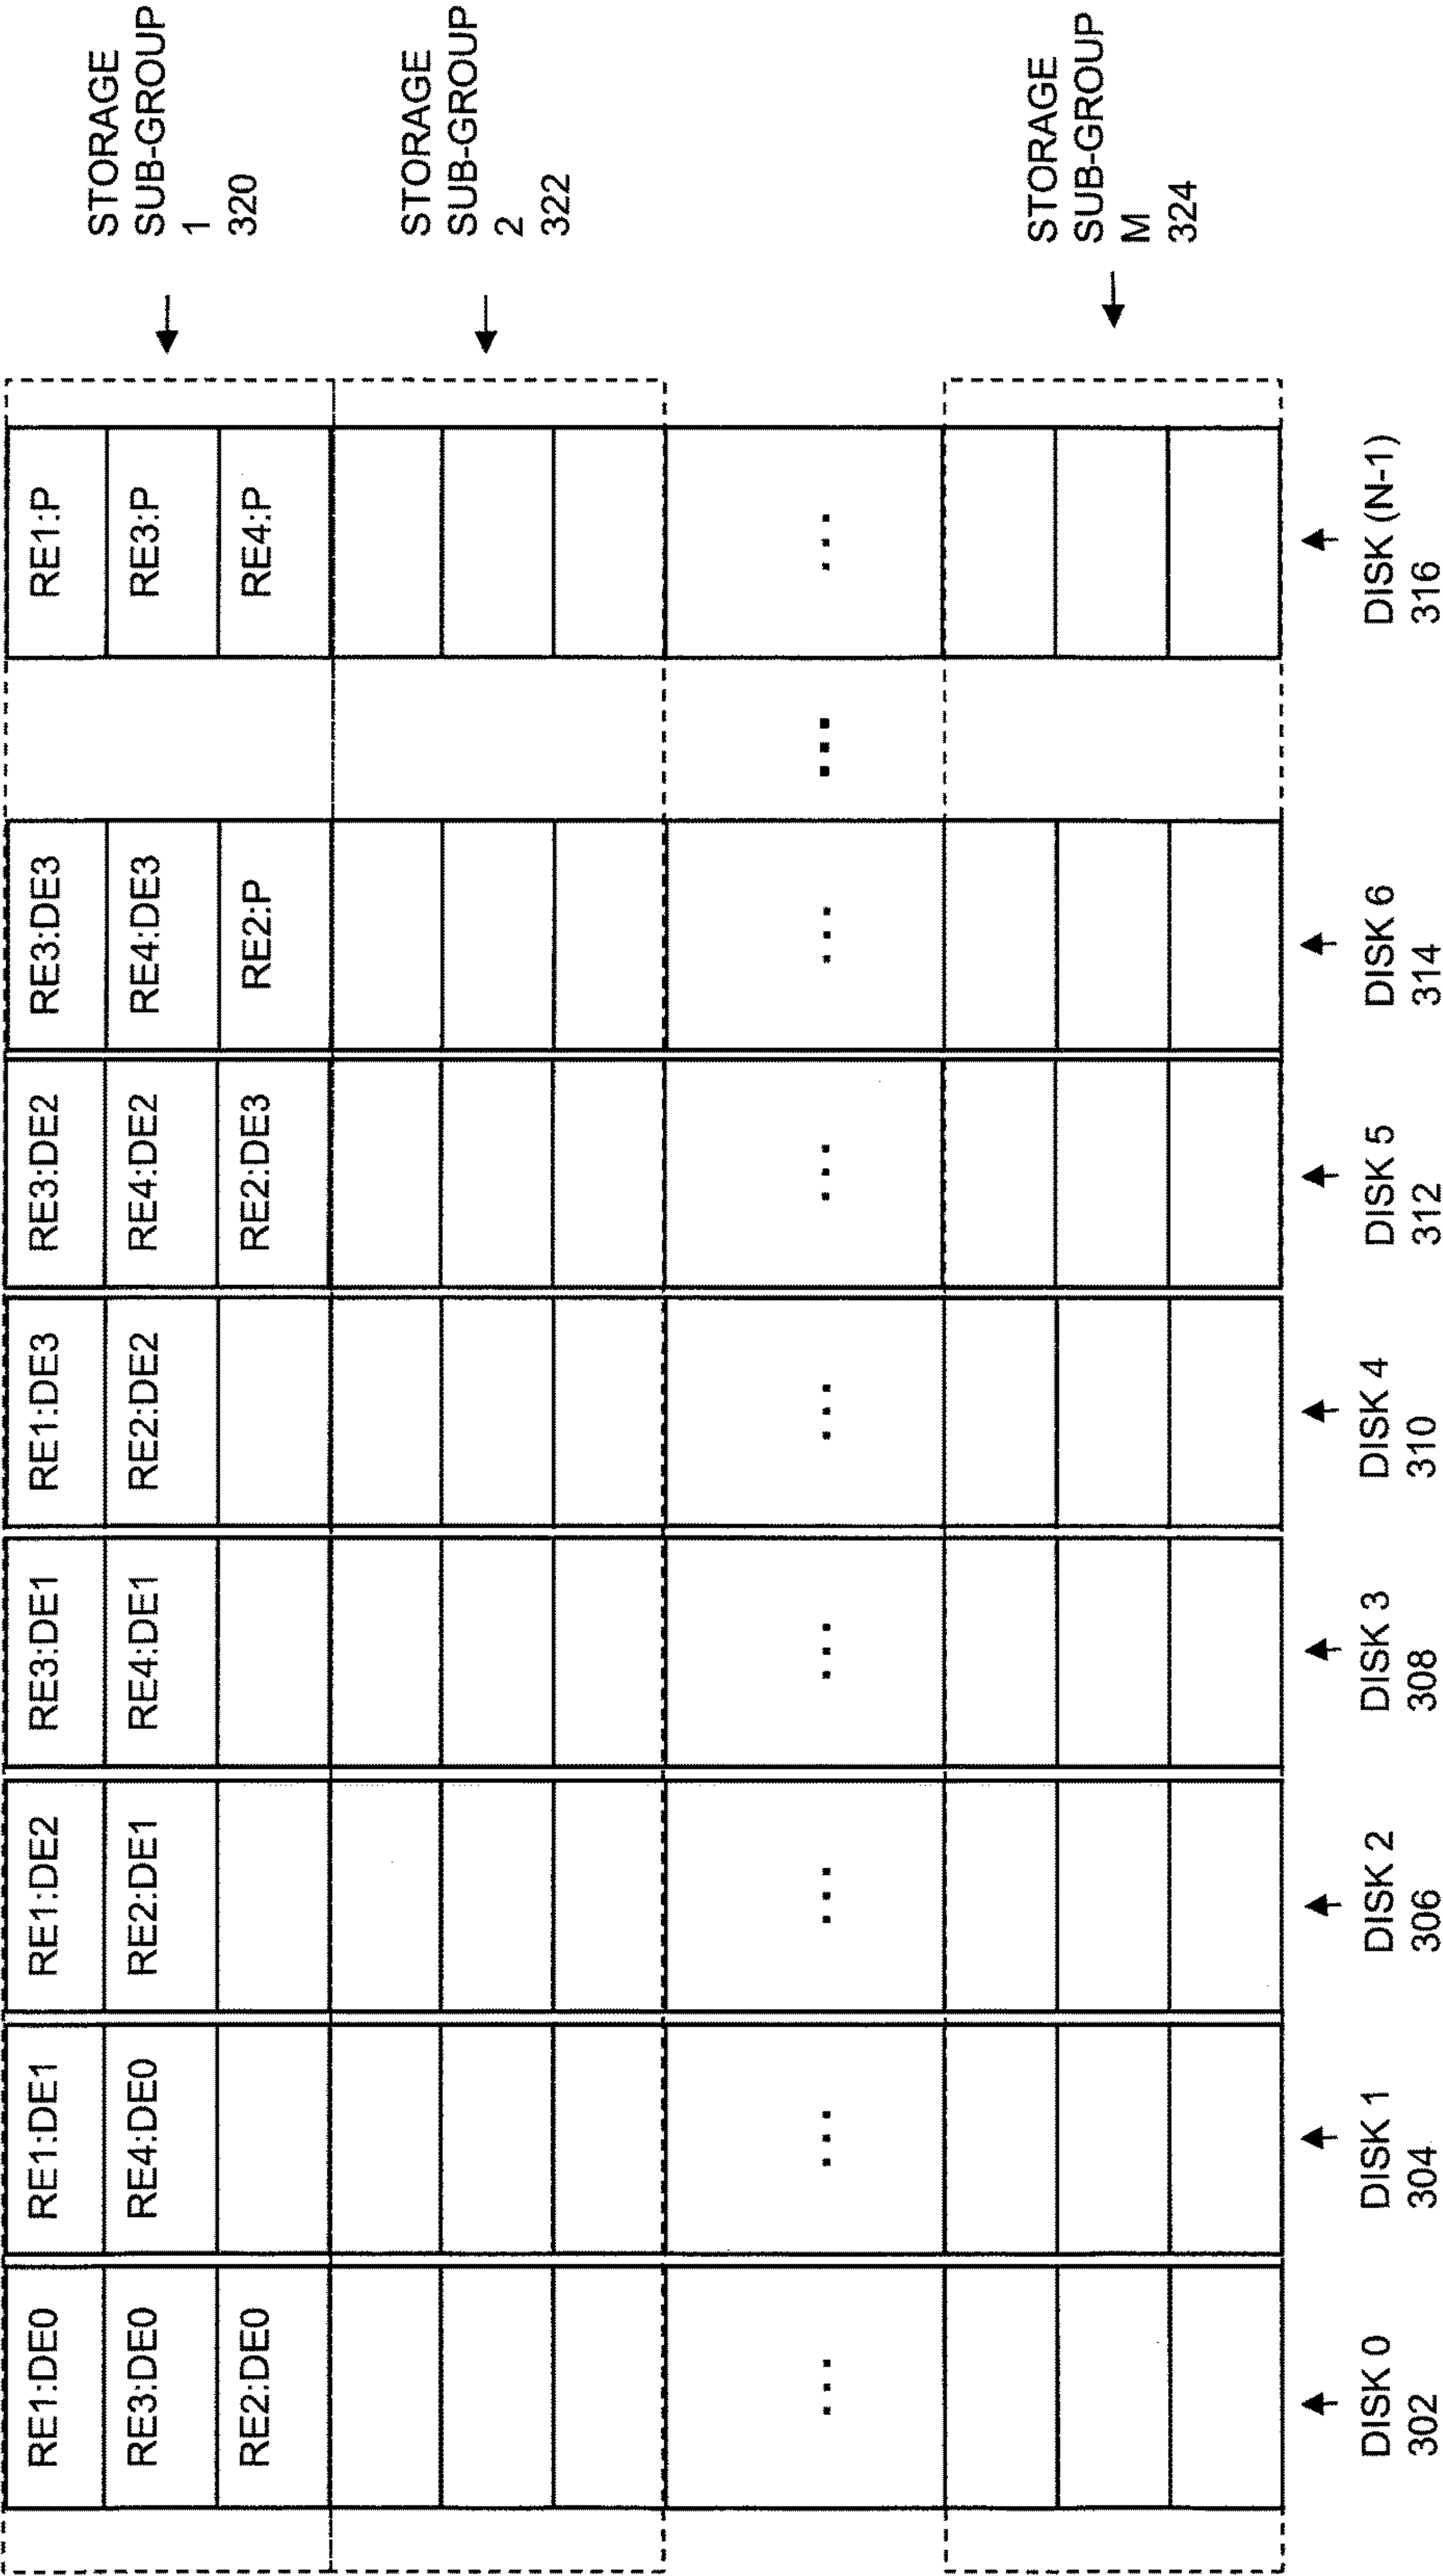 RE1:DE0
RE3:DE0
RE2:DE0
RE1:DE1
RE4:DE0
RE1:DE2
RE2:DE1
RE3:DE1
RE4:DE1
RE1:DE3
RE2:DE2
RE3:DE2
RE4:DE2
RE2:DE3
RE3:DE3
RE4:DE3
RE2:P
RE1:P
RE3:P
RE4:P
...
...
...
...
...
...
...
...
...
STORAGE
SUB-GROUP
1
320
STORAGE
SUB-GROUP
2
322
STORAGE
SUB-GROUP
M
324
DISK 0
302
DISK 1
304
DISK 2
306
DISK 3
308
DISK 4
310
DISK 5
312
DISK 6
314
DISK (N-1)
316